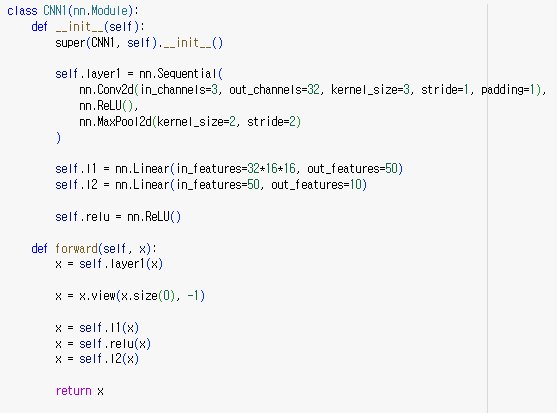 class CNN1(nn.Module):
    def __init__(self):
        super(CNN1, self).__init__()

        self.layer1 = nn.Sequential(
            nn.Conv2d(in_channels=3, out_channels=32, kernel_size=3, stride=1, padding=1),
            nn.ReLU(),
            nn.MaxPool2d(kernel_size=2, stride=2)
        )

        self.l1 = nn.Linear(in_features=32*16*16, out_features=50)
        self.l2 = nn.Linear(in_features=50, out_features=10)

        self.relu = nn.ReLU()

    def forward(self, x):
        x = self.layer1(x)

        x = x.view(x.size(0), -1)

        x = self.l1(x)
        x = self.relu(x)
        x = self.l2(x)

        return x